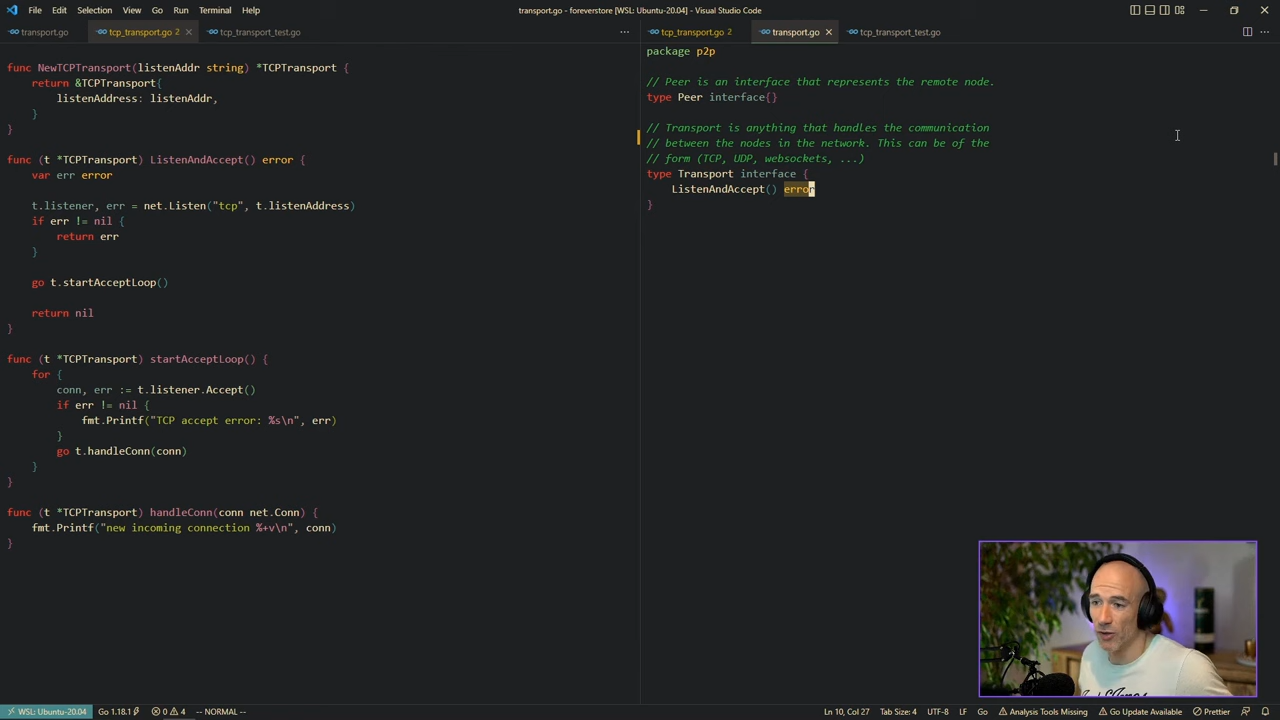 File Edit Selection View Go Run Terminal Help
transport.go - foreverstore [WSL: Ubuntu-20.04] - Visual Studio Code
transport.go tcp_transport.go 2 tcp_transport_test.go
func NewTCPTransport(listenAddr string) *TCPTransport {
return &TCPTransport{
listenAddress: listenAddr,
}
}
func (t *TCPTransport) ListenAndAccept() error {
var err error
t.listener, err = net.Listen("tcp", t.listenAddress)
if err != nil {
return err
}
go t.startAcceptLoop()
return nil
}
func (t *TCPTransport) startAcceptLoop() {
for {
conn, err := t.listener.Accept()
if err != nil {
fmt.Printf("TCP accept error: %s\n", err)
}
go t.handleConn(conn)
}
}
func (t *TCPTransport) handleConn(conn net.Conn) {
fmt.Printf("new incoming connection %+v\n", conn)
}
tcp_transport.go 2 transport.go tcp_transport_test.go
package p2p
// Peer is an interface that represents the remote node.
type Peer interface{}
// Transport is anything that handles the communication
// between the nodes in the network. This can be of the
// form (TCP, UDP, websockets, ...)
type Transport interface {
ListenAndAccept() error
}
WSL: Ubuntu-20.04 Go 1.18.1 0 4 -- NORMAL -- Ln 10, Col 27 Tab Size: 4 UTF-8 LF Go Analysis Tools Missing Go Update Available Prettier